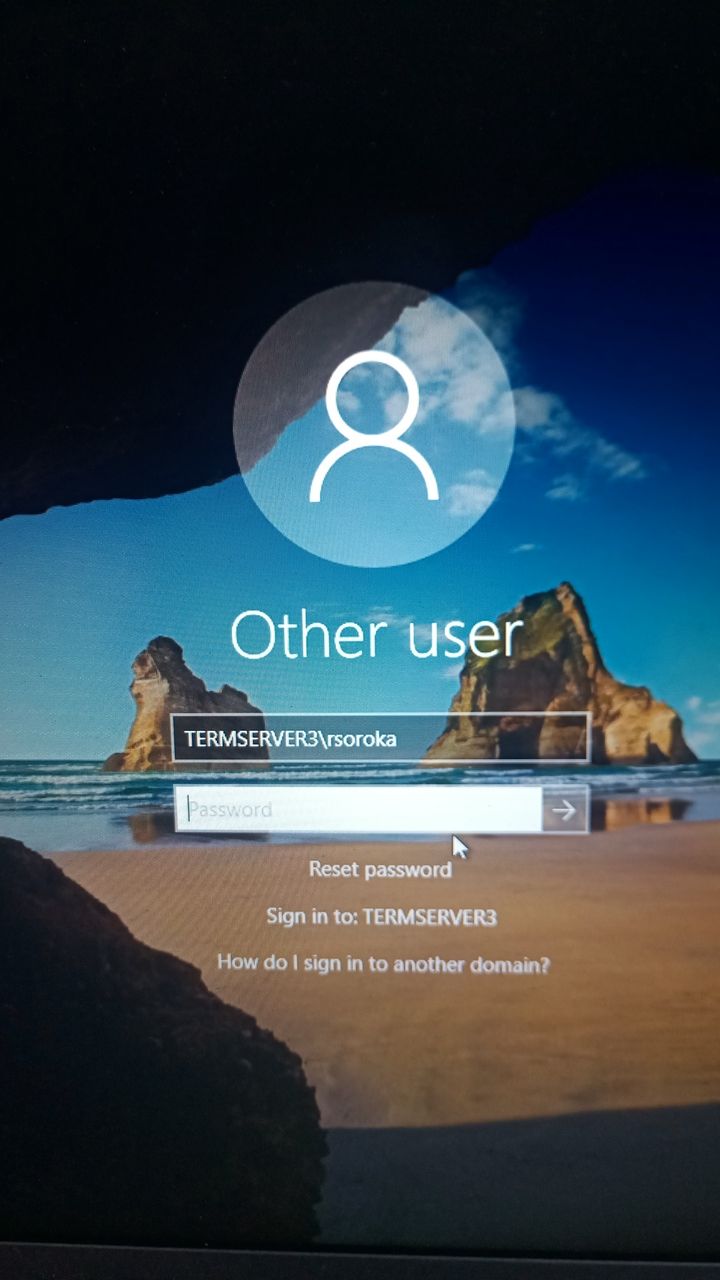 Other user
TERMSERVER3\rsoroka
Password
Reset password
Sign in to: TERMSERVER3
How do I sign in to another domain?